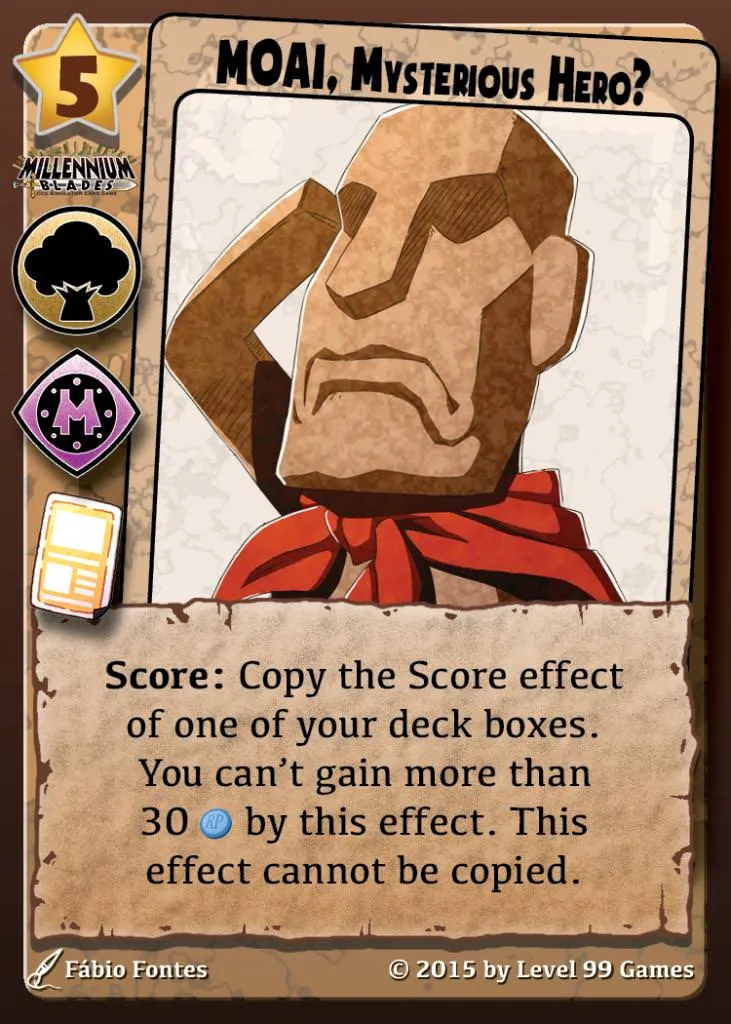 5
MOAI, MYSTERIOUS HERO?
MILLENNIUM
BLADES
M
Score: Copy the Score effect
of one of your deck boxes.
You can't gain more than
30 RP by this effect. This
effect cannot be copied.
Fábio Fontes
© 2015 by Level 99 Games